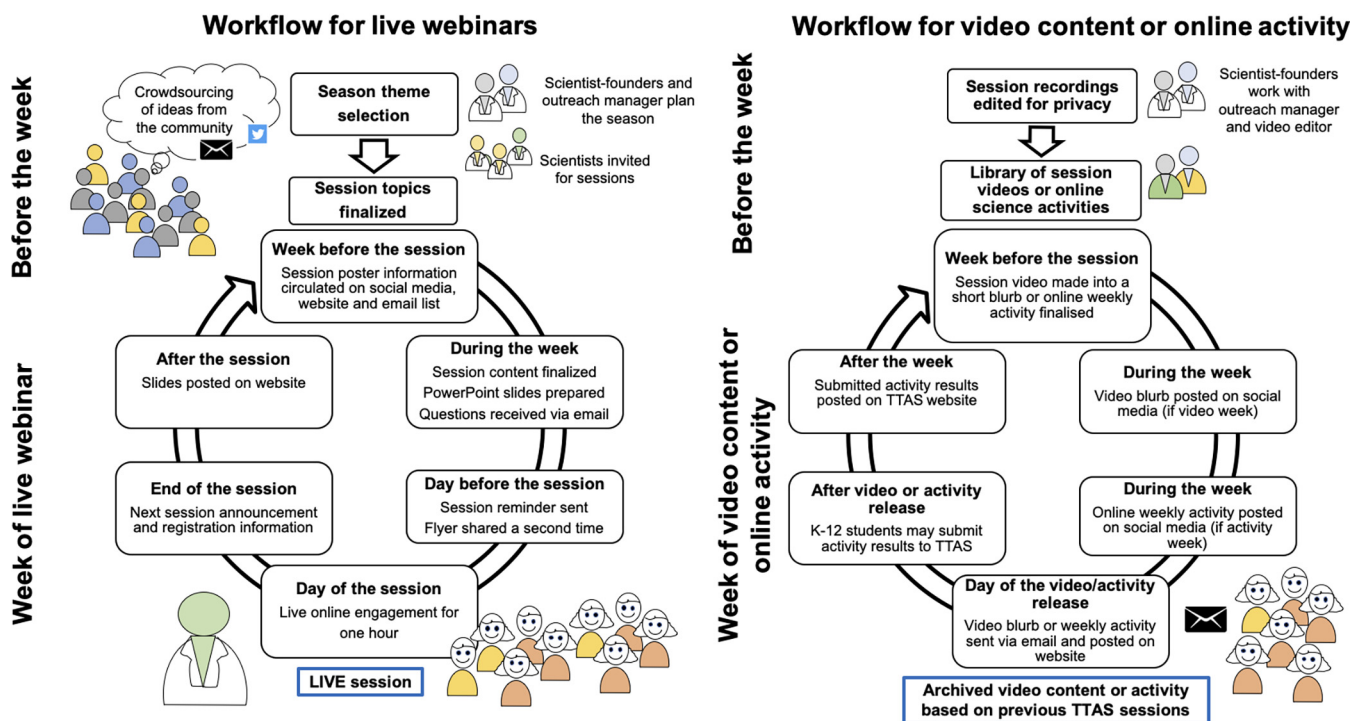 Workflow for live webinars
Before the week
Week of live webinar
Crowdsourcing
of ideas from
the community
Season theme
selection
Scientist-founders and
outreach manager plan
the season
Scientists invited
for sessions
Session topics
finalized
Week before the session
Session poster information
circulated on social media,
website and email list
During the week
Session content finalized
PowerPoint slides prepared
Questions received via email
Day before the session
Session reminder sent
Flyer shared a second time
Day of the session
Live online engagement for
one hour
LIVE session
End of the session
Next session announcement
and registration information
After the session
Slides posted on website
Workflow for video content or online activity
Before the week
Week of video content or
online activity
Session recordings
edited for privacy
Scientist-founders
work with
outreach manager
and video editor
Library of session
videos or online
science activities
Week before the session
Session video made into a
short blurb or online weekly
activity finalised
During the week
Video blurb posted on social
media (if video week)
During the week
Online weekly activity posted
on social media (if activity
week)
Day of the video/activity
release
Video blurb or weekly activity
sent via email and posted on
website
Archived video content or activity
based on previous TTAS sessions
After video or activity
release
K-12 students may submit
activity results to TTAS
After the week
Submitted activity results
posted on TTAS website